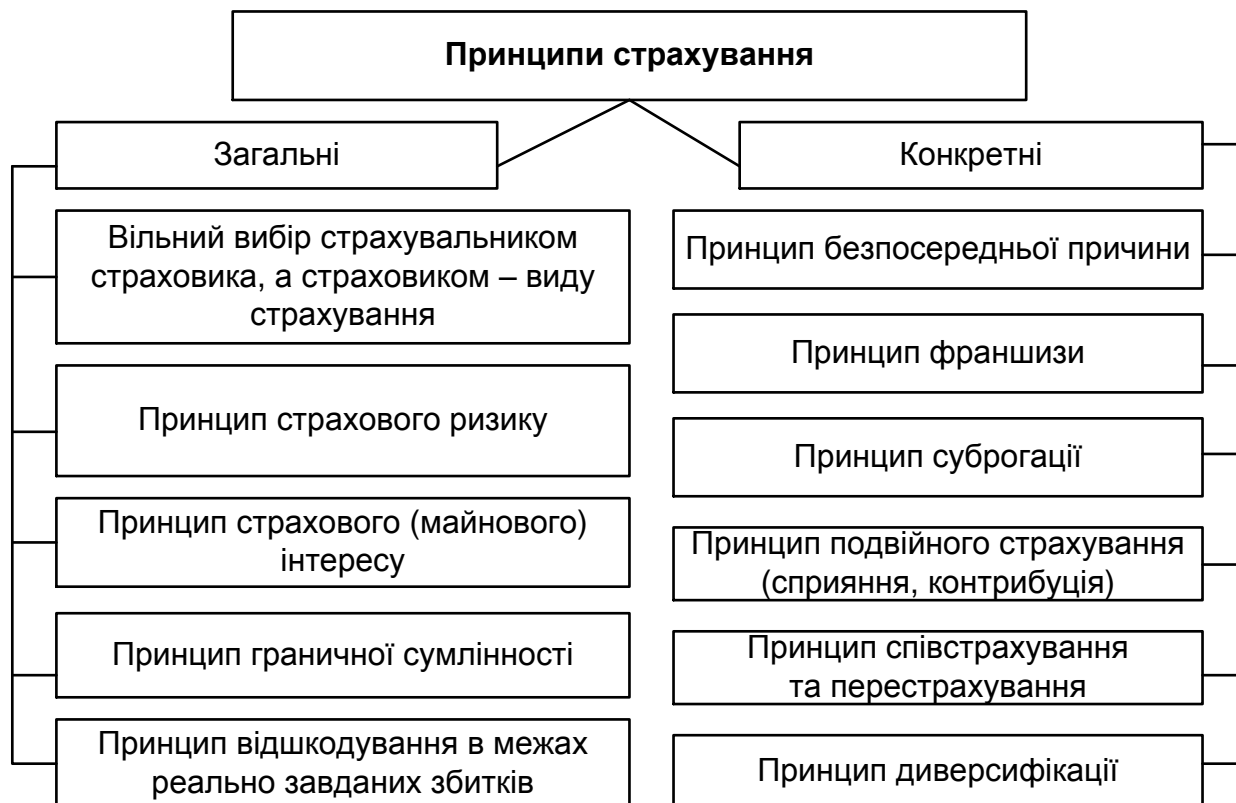 Принципи страхування
Загальні
Вільний вибір страхувальником
страховика, а страховиком – виду
страхування
Принцип страхового ризику
Принцип страхового (майнового)
інтересу
Принцип граничної сумлінності
Принцип відшкодування в межах
реально завданих збитків
Конкретні
Принцип безпосередньої причини
Принцип франшизи
Принцип суброгації
Принцип подвійного страхування
(сприяння, контрибуція)
Принцип співстрахування
та перестрахування
Принцип диверсифікації